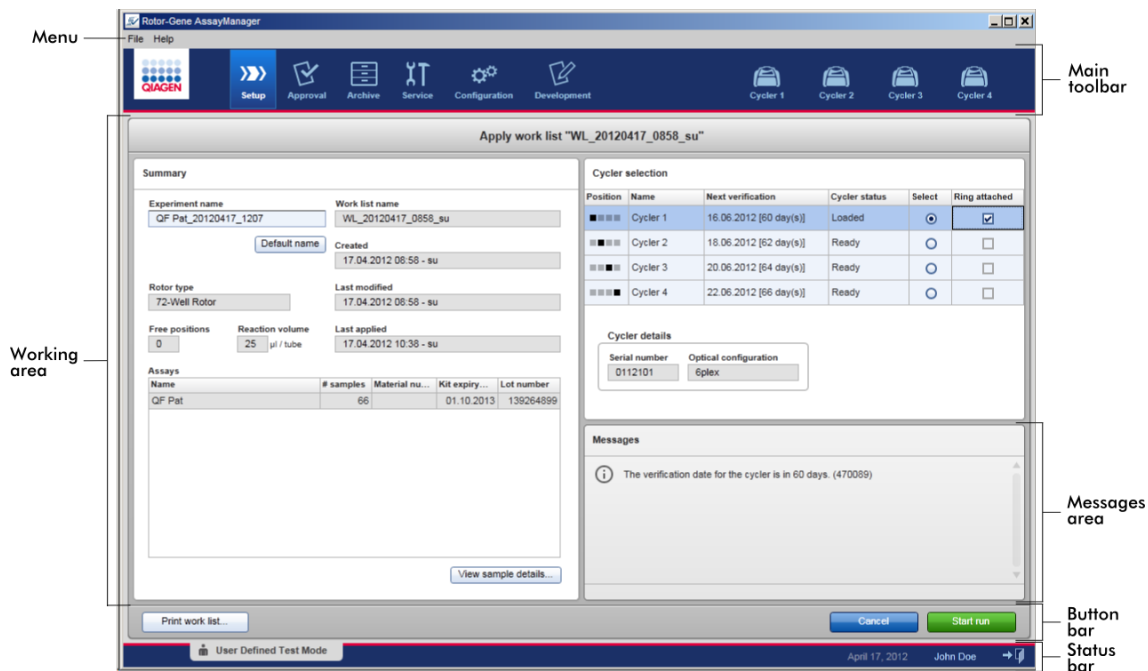 Rotor-Gene AssayManager
Menu
File Help
QIAGEN
Setup
Approval
Archive
Service
Configuration
Development
Cycler 1
Cycler 2
Cycler 3
Cycler 4
Main toolbar
Apply work list "WL_20120417_0858_su"
Summary
Experiment name
QF Pat_20120417_1207
Default name
Work list name
WL_20120417_0858_su
Created
17.04.2012 08:58 - su
Rotor type
72-Well Rotor
Last modified
17.04.2012 08:58 - su
Free positions
0
Reaction volume
25 µl / tube
Last applied
17.04.2012 10:38 - su
Working area
Assays
Name # samples Material nu... Kit expiry... Lot number
QF Pat 66 01.10.2013 139264899
View sample details...
Cycler selection
Position Name Next verification Cycler status Select Ring attached
Cycler 1 16.06.2012 [60 day(s)] Loaded
Cycler 2 18.06.2012 [62 day(s)] Ready
Cycler 3 20.06.2012 [64 day(s)] Ready
Cycler 4 22.06.2012 [66 day(s)] Ready
Cycler details
Serial number Optical configuration
0112101 6plex
Messages
The verification date for the cycler is in 60 days. (470089)
Messages area
Print work list...
Cancel
Start run
Button bar
User Defined Test Mode
April 17, 2012
John Doe
Status bar